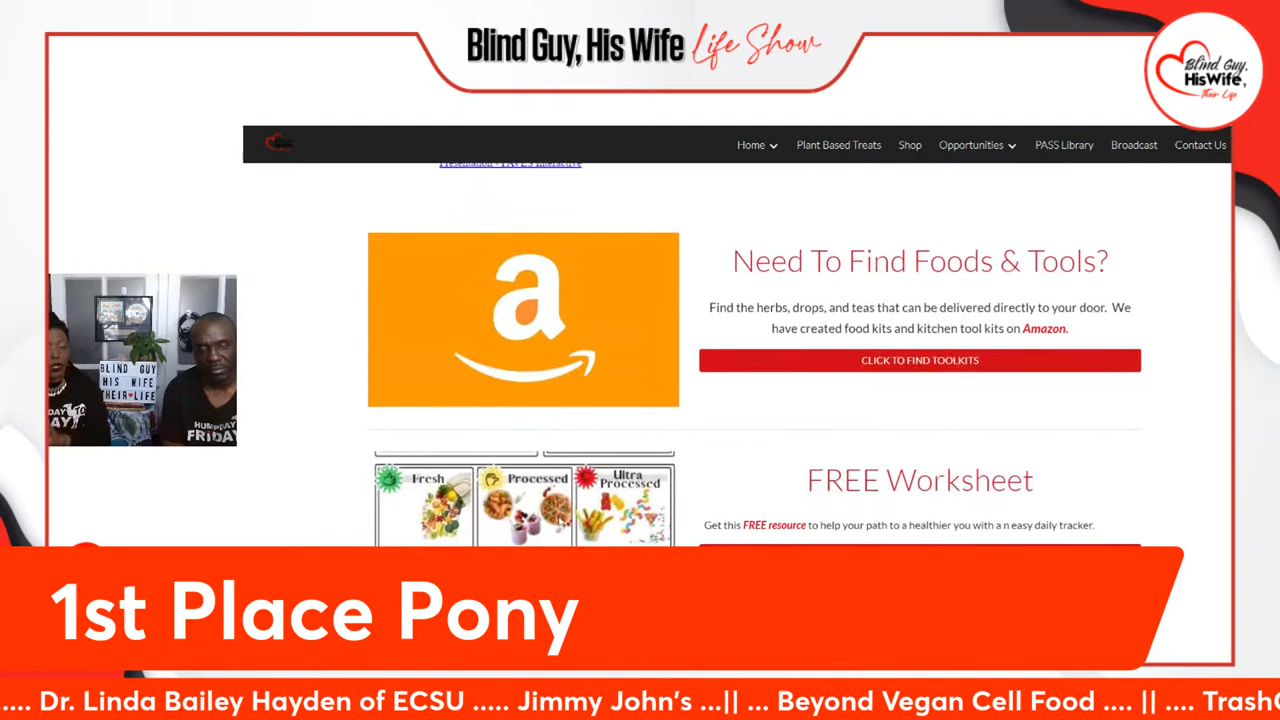 Blind Guy, His Wife Life Show
Blind Guy,
His Wife,
Their Life
Home Plant Based Treats Shop Opportunities PASS Library Broadcast Contact Us
a
Need To Find Foods & Tools?
Find the herbs, drops, and teas that can be delivered directly to your door. We
have created food kits and kitchen tool kits on Amazon.
CLICK TO FIND TOOLKITS
BLIND GUY
HIS WIFE
THEIR LIFE
DAY
AY
HUMPDAY
FRIDAY
Fresh
Processed
Ultra
Processed
FREE Worksheet
Get this FREE resource to help your path to a healthier you with a n easy daily tracker.
1st Place Pony
.... Dr. Linda Bailey Hayden of ECSU ..... Jimmy John's ...|| ... Beyond Vegan Cell Food .... || .... Trash